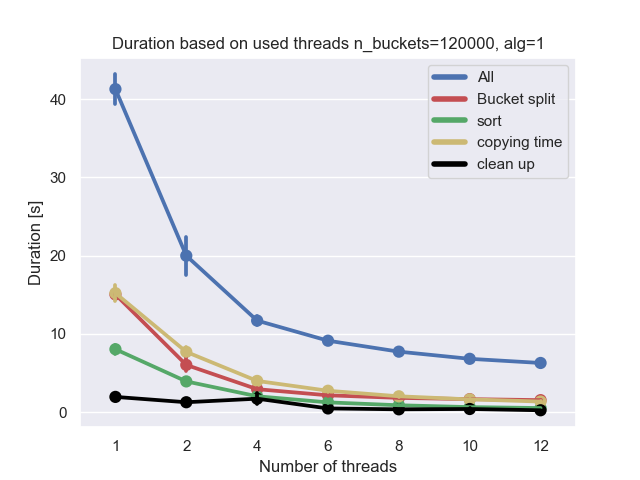 Duration based on used threads n_buckets=120000, alg=1
All
Bucket split
sort
copying time
clean up
Duration [s]
40
30
20
10
0
1 2 4 6 8 10 12
Number of threads